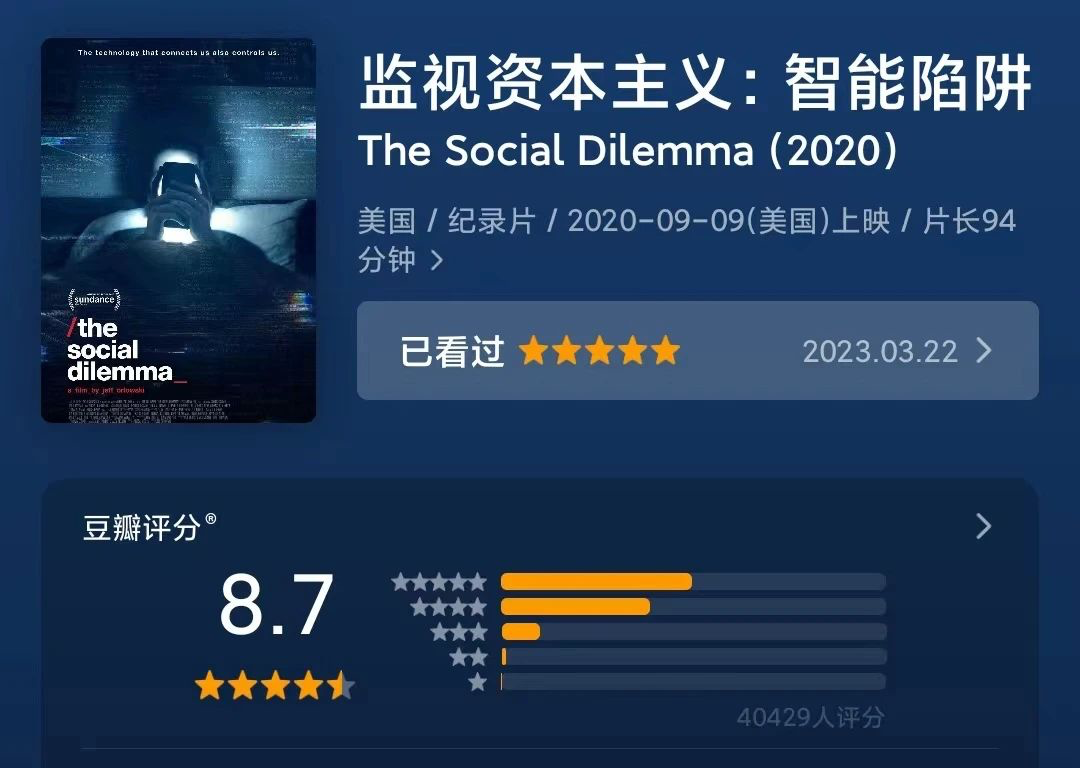 The technology that connects us also controls us.
sundance
/the
social
dilemma_
a film by jeff orlowski
监视资本主义：智能陷阱
The Social Dilemma (2020)
美国 / 纪录片 / 2020-09-09(美国)上映 / 片长94
分钟 >
已看过 ★★★★★ 2023.03.22 >
豆瓣评分® >
8.7
40429人评分